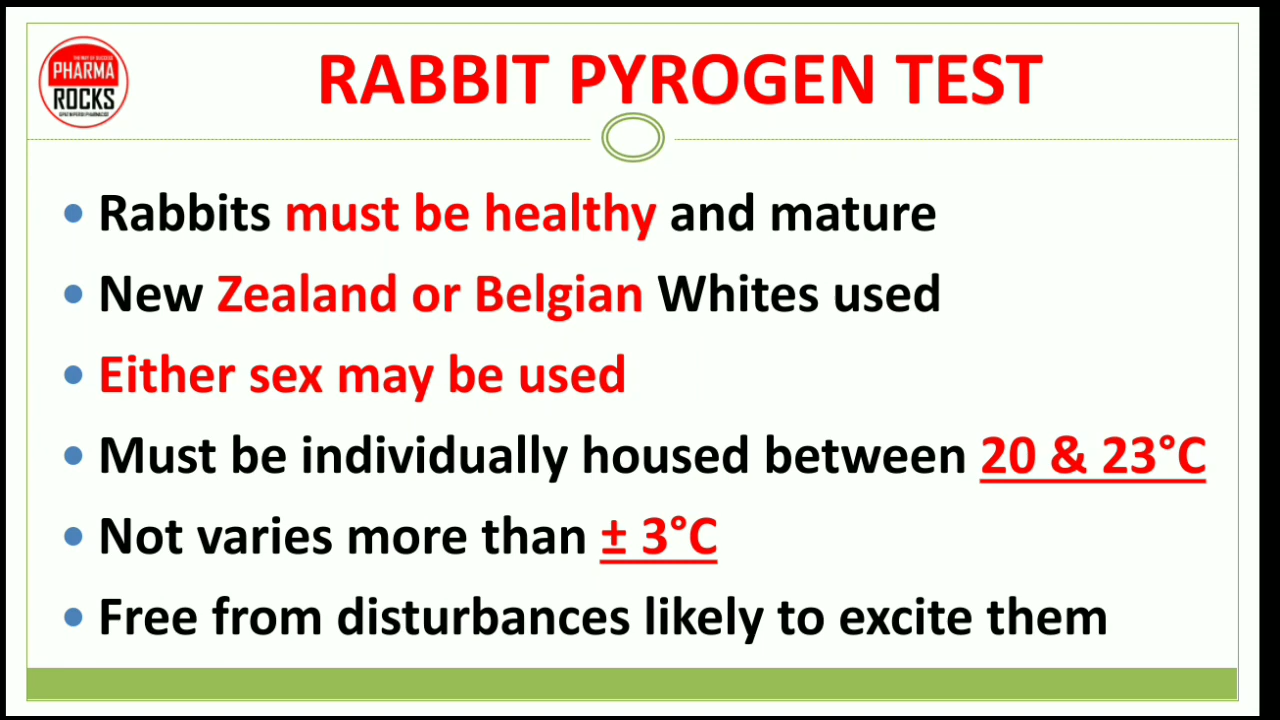 PHARMA
ROCKS
RABBIT PYROGEN TEST
• Rabbits must be healthy and mature
• New Zealand or Belgian Whites used
• Either sex may be used
• Must be individually housed between 20 & 23°C
• Not varies more than ± 3°C
• Free from disturbances likely to excite them